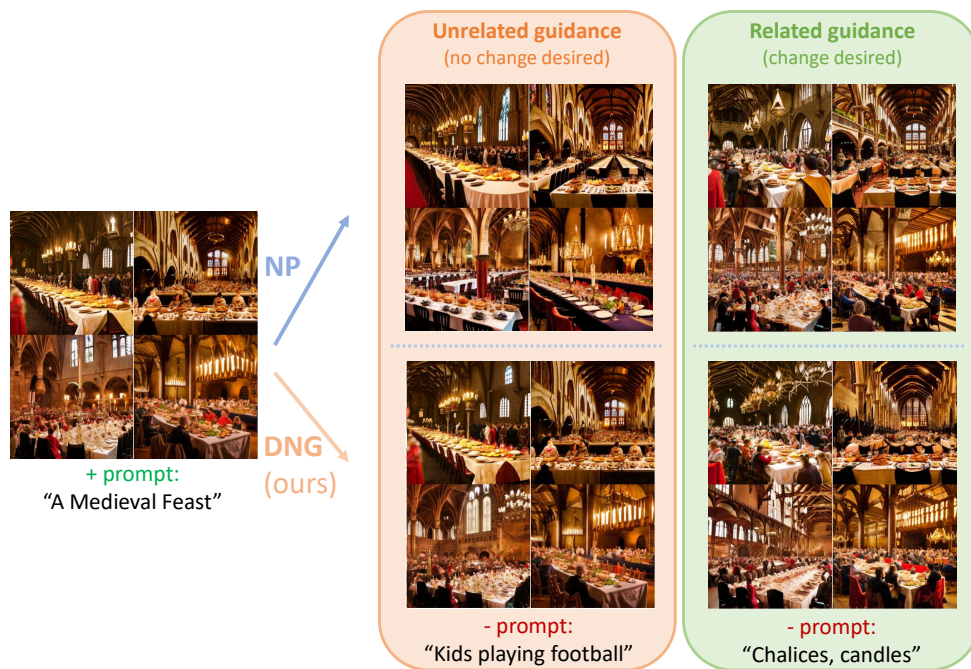 Unrelated guidance
(no change desired)
Related guidance
(change desired)
NP
DNG
(ours)
+ prompt:
“A Medieval Feast”
- prompt:
“Kids playing football”
- prompt:
“Chalices, candles”